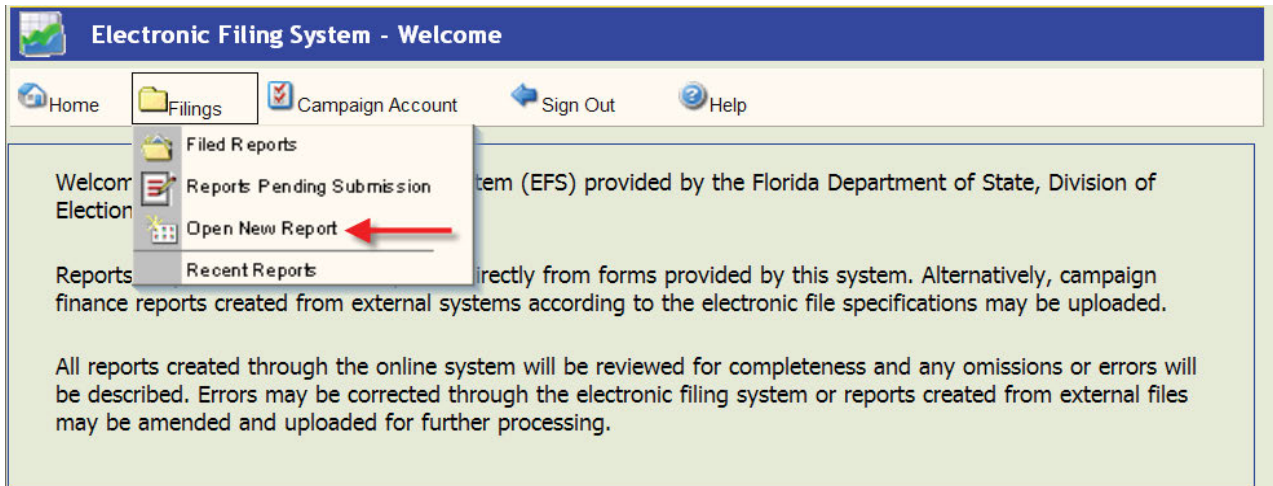 Electronic Filing System - Welcome
Home Filings Campaign Account Sign Out Help
Filed Reports
Reports Pending Submission
Open New Report
Recent Reports
Welcom tem (EFS) provided by the Florida Department of State, Division of
Election
Reports irectly from forms provided by this system. Alternatively, campaign
finance reports created from external systems according to the electronic file specifications may be uploaded.
All reports created through the online system will be reviewed for completeness and any omissions or errors will
be described. Errors may be corrected through the electronic filing system or reports created from external files
may be amended and uploaded for further processing.